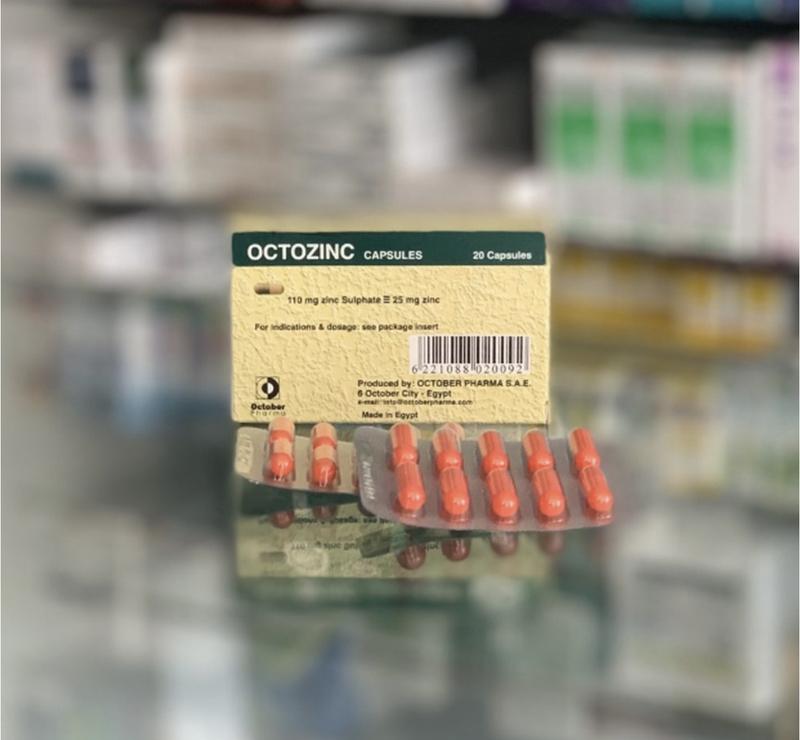 OCTOZINC CAPSULES 20 Capsules
110 mg zinc Sulphate ≡ 25 mg zinc
For indications & dosage: see package insert
6 221088 020092
Produced by: OCTOBER PHARMA S.A.E.
6 October City - Egypt
Made in Egypt
October
Pharma